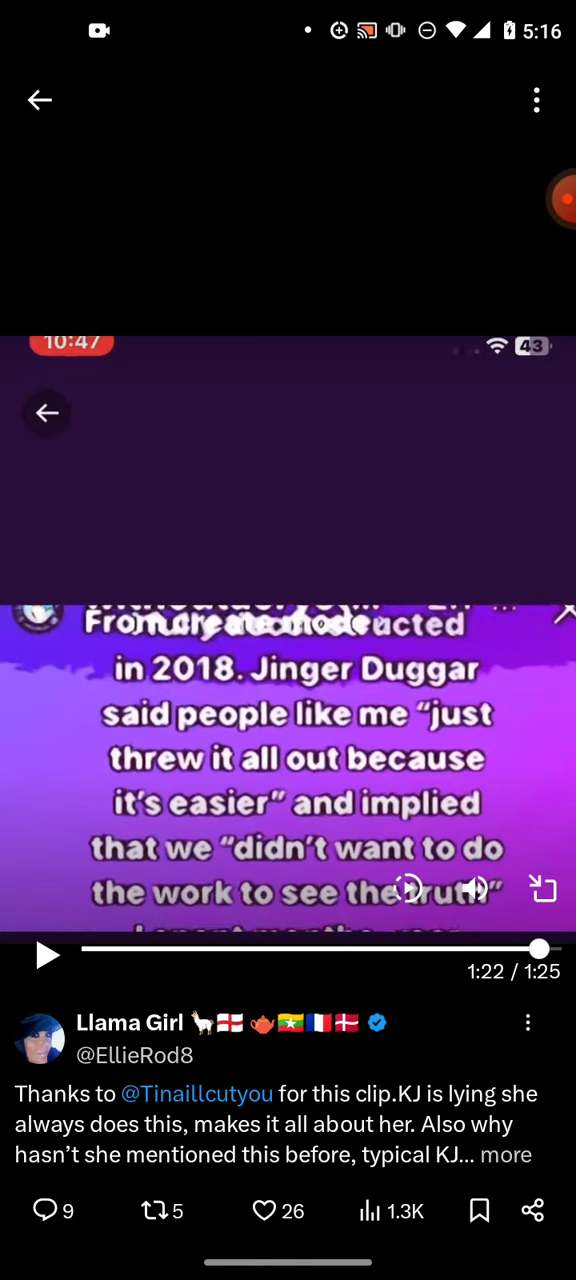 5:16
10:47
43
From create mode
acted
in 2018. Jinger Duggar
said people like me “just
threw it all out because
it’s easier” and implied
that we “didn’t want to do
the work to see the truth”
1:22 / 1:25
Llama Girl
@EllieRod8
Thanks to @Tinaillcutyou for this clip.KJ is lying she
always does this, makes it all about her. Also why
hasn’t she mentioned this before, typical KJ... more
9
5
26
1.3K